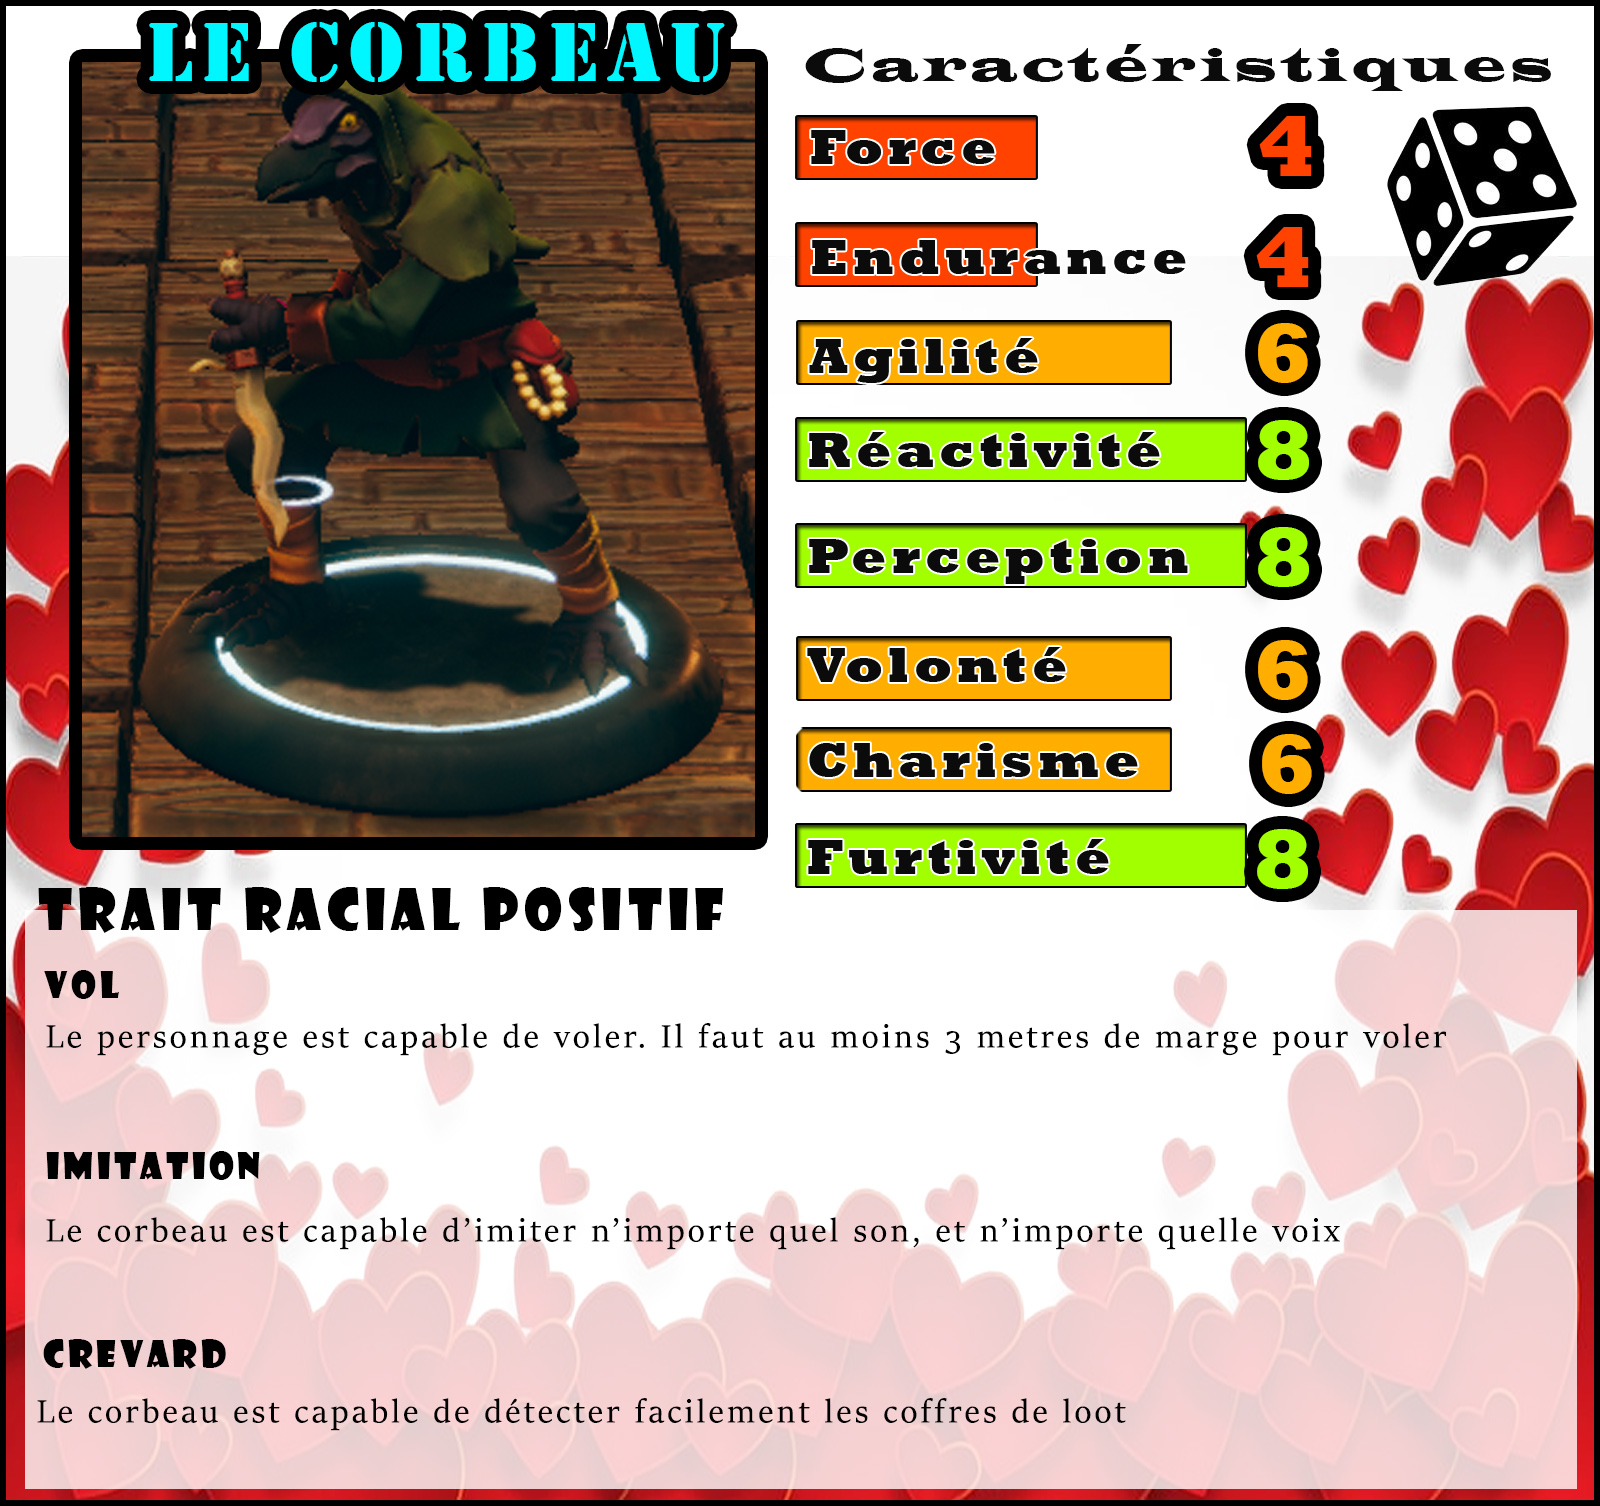 LE CORBEAU
Caractéristiques
Force 4
Endurance 4
Agilité 6
Réactivité 8
Perception 8
Volonté 6
Charisme 6
Furtivité 8
TRAIT RACIAL POSITIF
VOL
Le personnage est capable de voler. Il faut au moins 3 metres de marge pour voler
IMITATION
Le corbeau est capable d’imiter n’importe quel son, et n’importe quelle voix
CREVARD
Le corbeau est capable de détecter facilement les coffres de loot